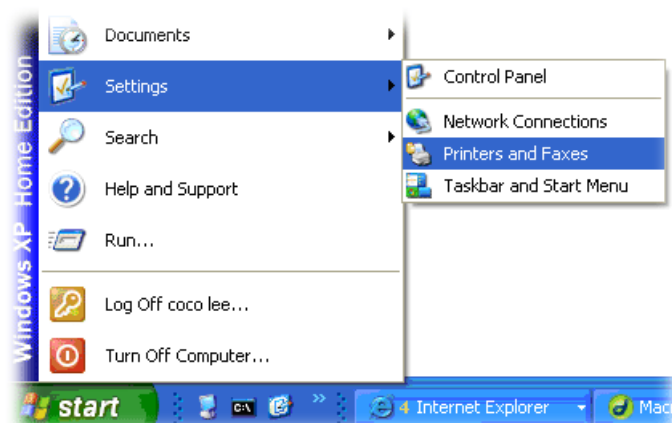 Windows XP Home Edition
Documents
Settings
Search
Help and Support
Run...
Log Off coco lee...
Turn Off Computer...
Control Panel
Network Connections
Printers and Faxes
Taskbar and Start Menu
start
C:\
4 Internet Explorer
Mac